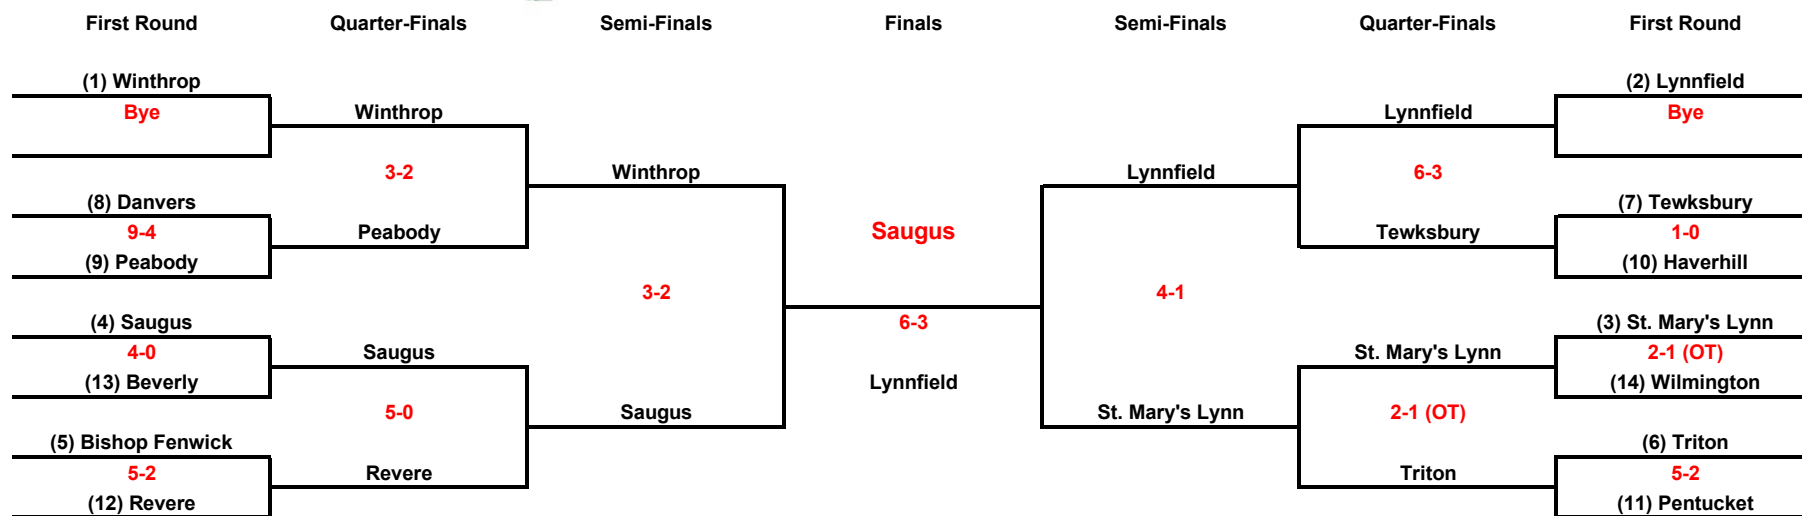 First Round Quarter-Finals Semi-Finals Finals Semi-Finals Quarter-Finals First Round
(1) Winthrop (2) Lynnfield
Bye Winthrop Lynnfield Bye
3-2 Winthrop Lynnfield 6-3
(8) Danvers (7) Tewksbury
9-4 Peabody Saugus Tewksbury 1-0
(9) Peabody (10) Haverhill
3-2 4-1
(4) Saugus 6-3 (3) St. Mary's Lynn
4-0 Saugus St. Mary's Lynn 2-1 (OT)
(13) Beverly Lynnfield (14) Wilmington
5-0 Saugus St. Mary's Lynn 2-1 (OT)
(5) Bishop Fenwick (6) Triton
5-2 Revere Triton 5-2
(12) Revere (11) Pentucket